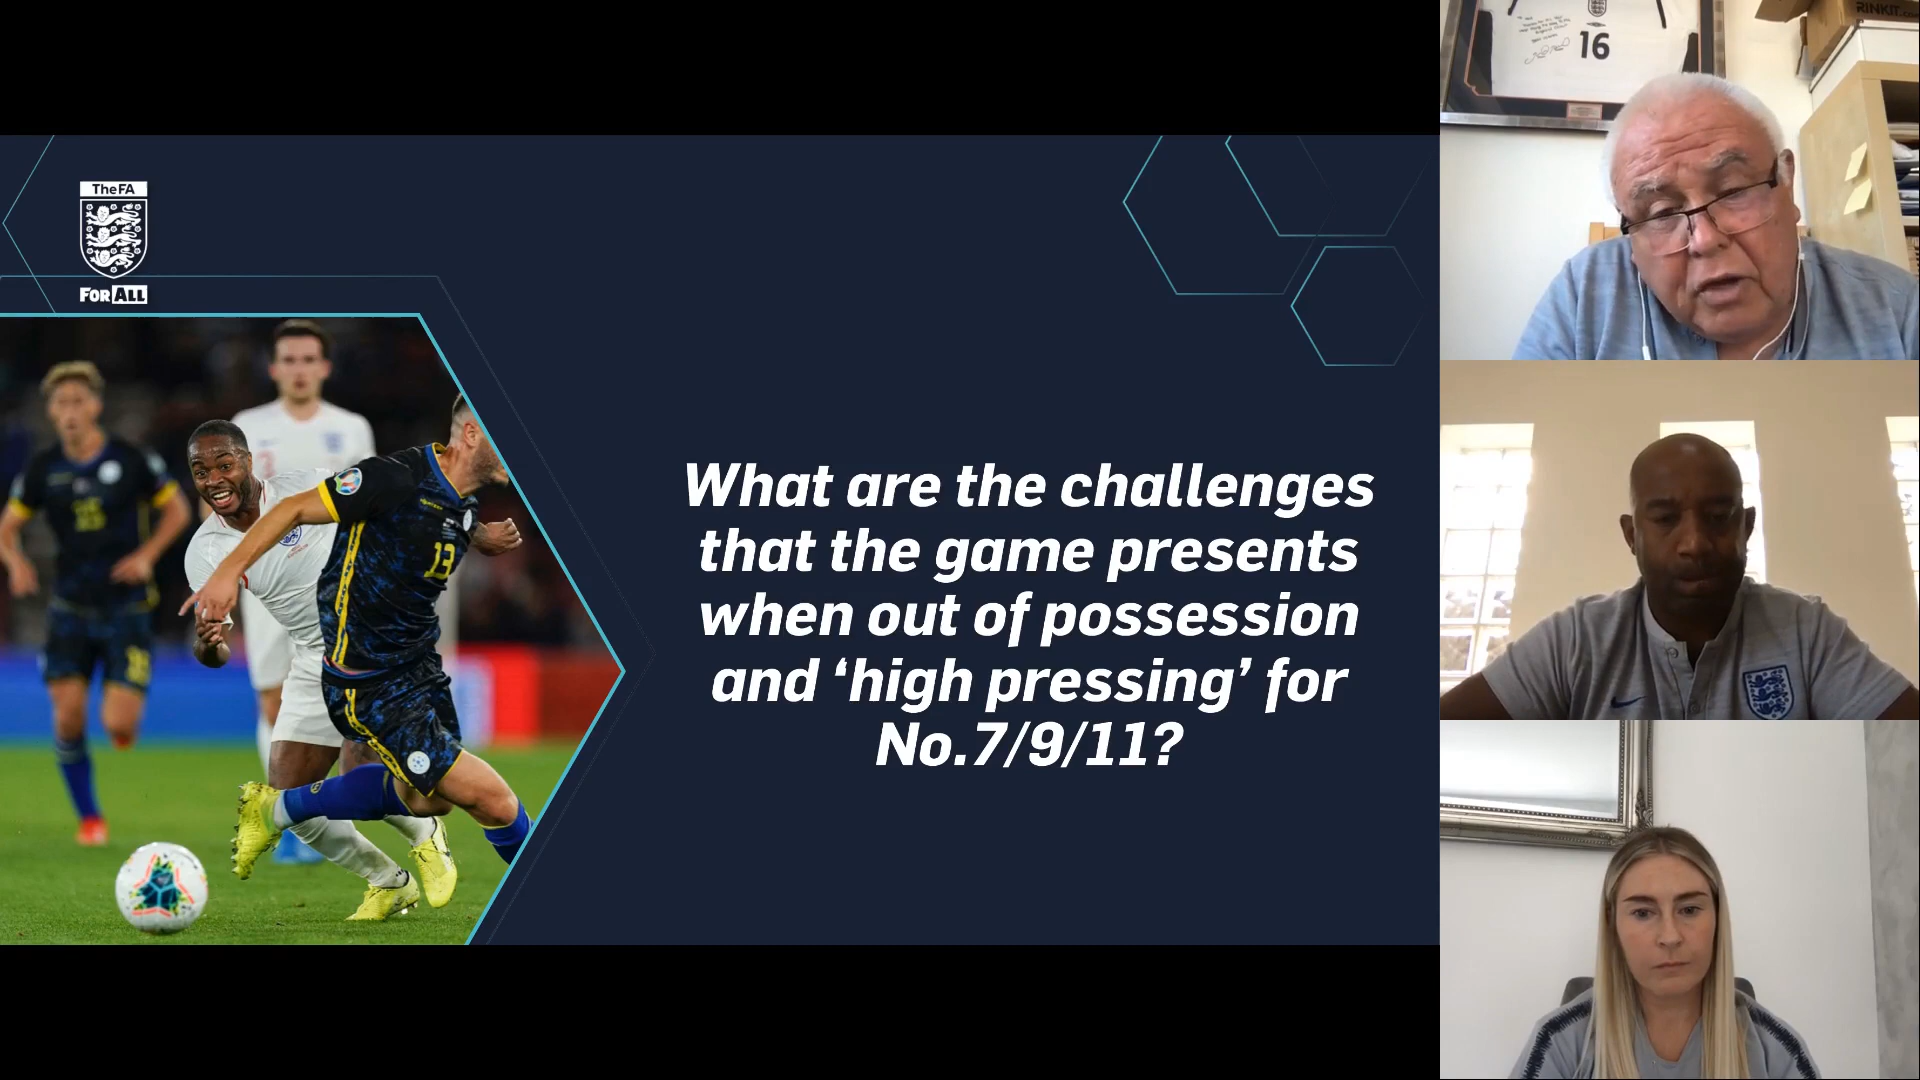 The FA
FOR ALL
What are the challenges
that the game presents
when out of possession
and ‘high pressing’ for
No.7/9/11?
13
16
RINKIT.co